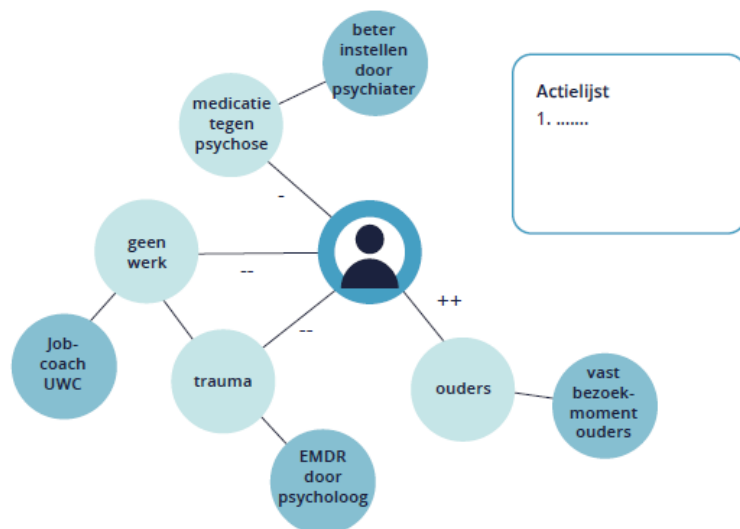 beter
instellen
door
psychiater
medicatie
tegen
psychose
Actielijst
1. .......
-
geen
werk
--
++
--
Job-
coach
UWC
trauma
ouders
vast
bezoek-
moment
ouders
EMDR
door
psycholoog